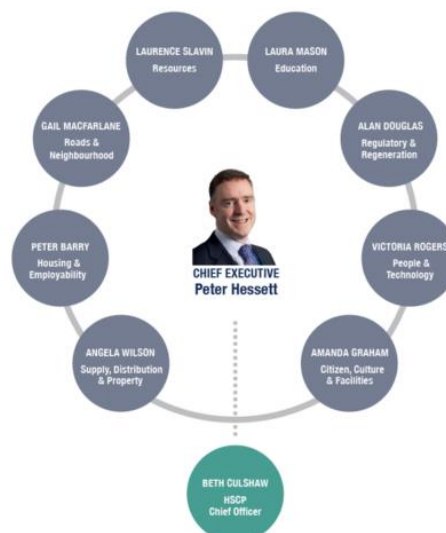 LAURENCE SLAVIN
Resources
LAURA MASON
Education
GAIL MACFARLANE
Roads &
Neighbourhood
ALAN DOUGLAS
Regulatory &
Regeneration
PETER BARRY
Housing &
Employability
CHIEF EXECUTIVE
Peter Hessett
VICTORIA ROGERS
People &
Technology
ANGELA WILSON
Supply, Distribution
& Property
AMANDA GRAHAM
Citizen, Culture
& Facilities
BETH CULSHAW
HSCP
Chief Officer